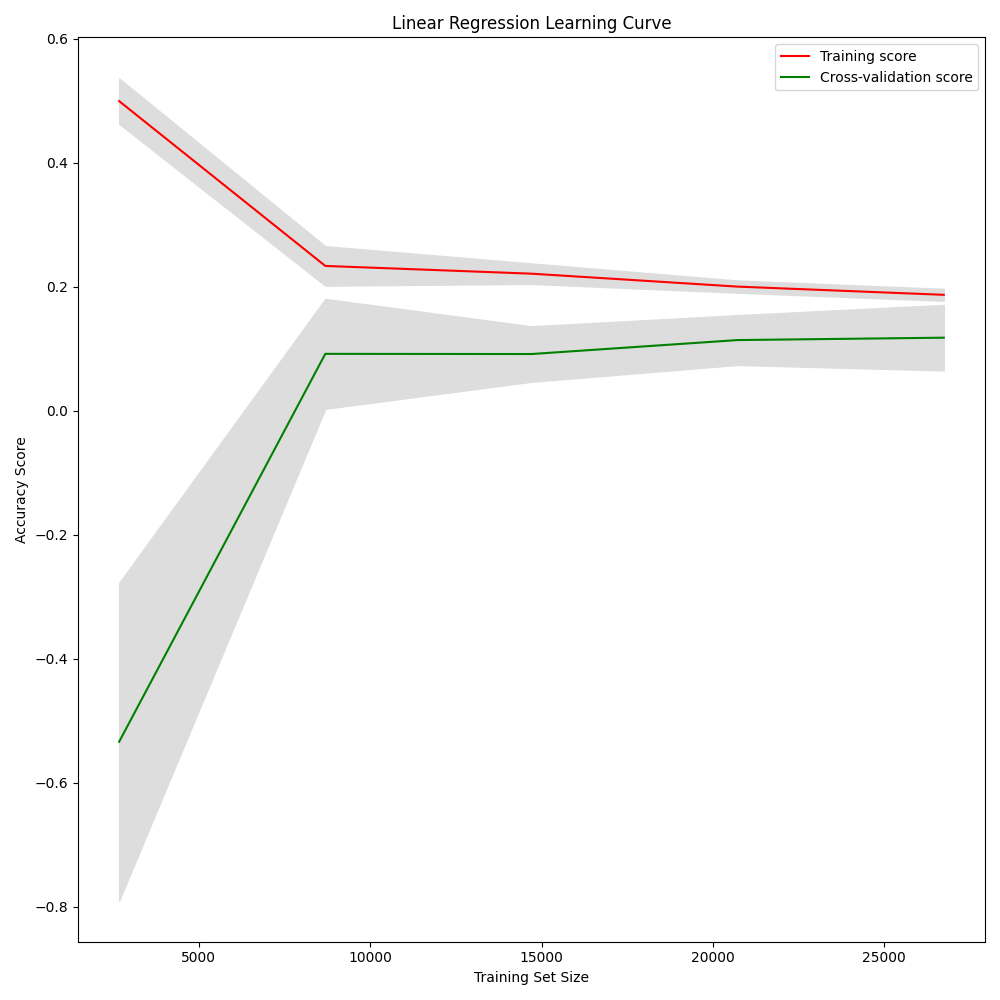 Linear Regression Learning Curve
Training score
Cross-validation score
0.6
0.4
0.2
0.0
−0.2
−0.4
−0.6
−0.8
Accuracy Score
5000
10000
15000
20000
25000
Training Set Size